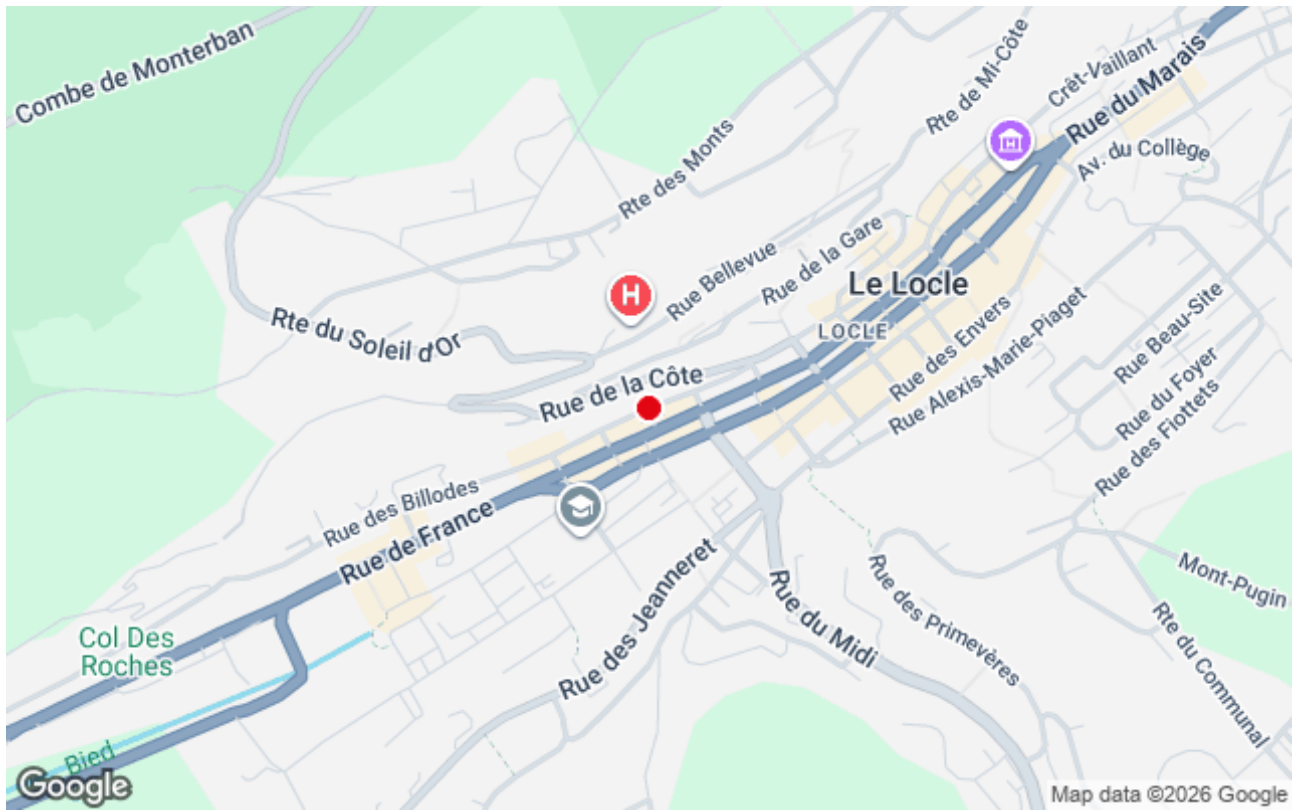 Combe de Monterban
Rte des Monts
Rte de Mi-Côte
Crêt-Vaillant
Rue du Marais
Av. du Collège
Rue Bellevue
Rue de la Gare
Le Locle
LOCLE
H
Rte du Soleil d'Or
Rue de la Côte
Rue des Envers
Rue Alexis-Marie-Piaget
Rue Beau-Site
Rue du Foyer
Rue des Fiottets
Rue des Billodes
Rue de France
Rue des Jeanneret
Rue du Midi
Rue des Primevères
Mont-Pugin
Rte du Communal
Col Des
Roches
Bied
Google
Map data ©2026 Google